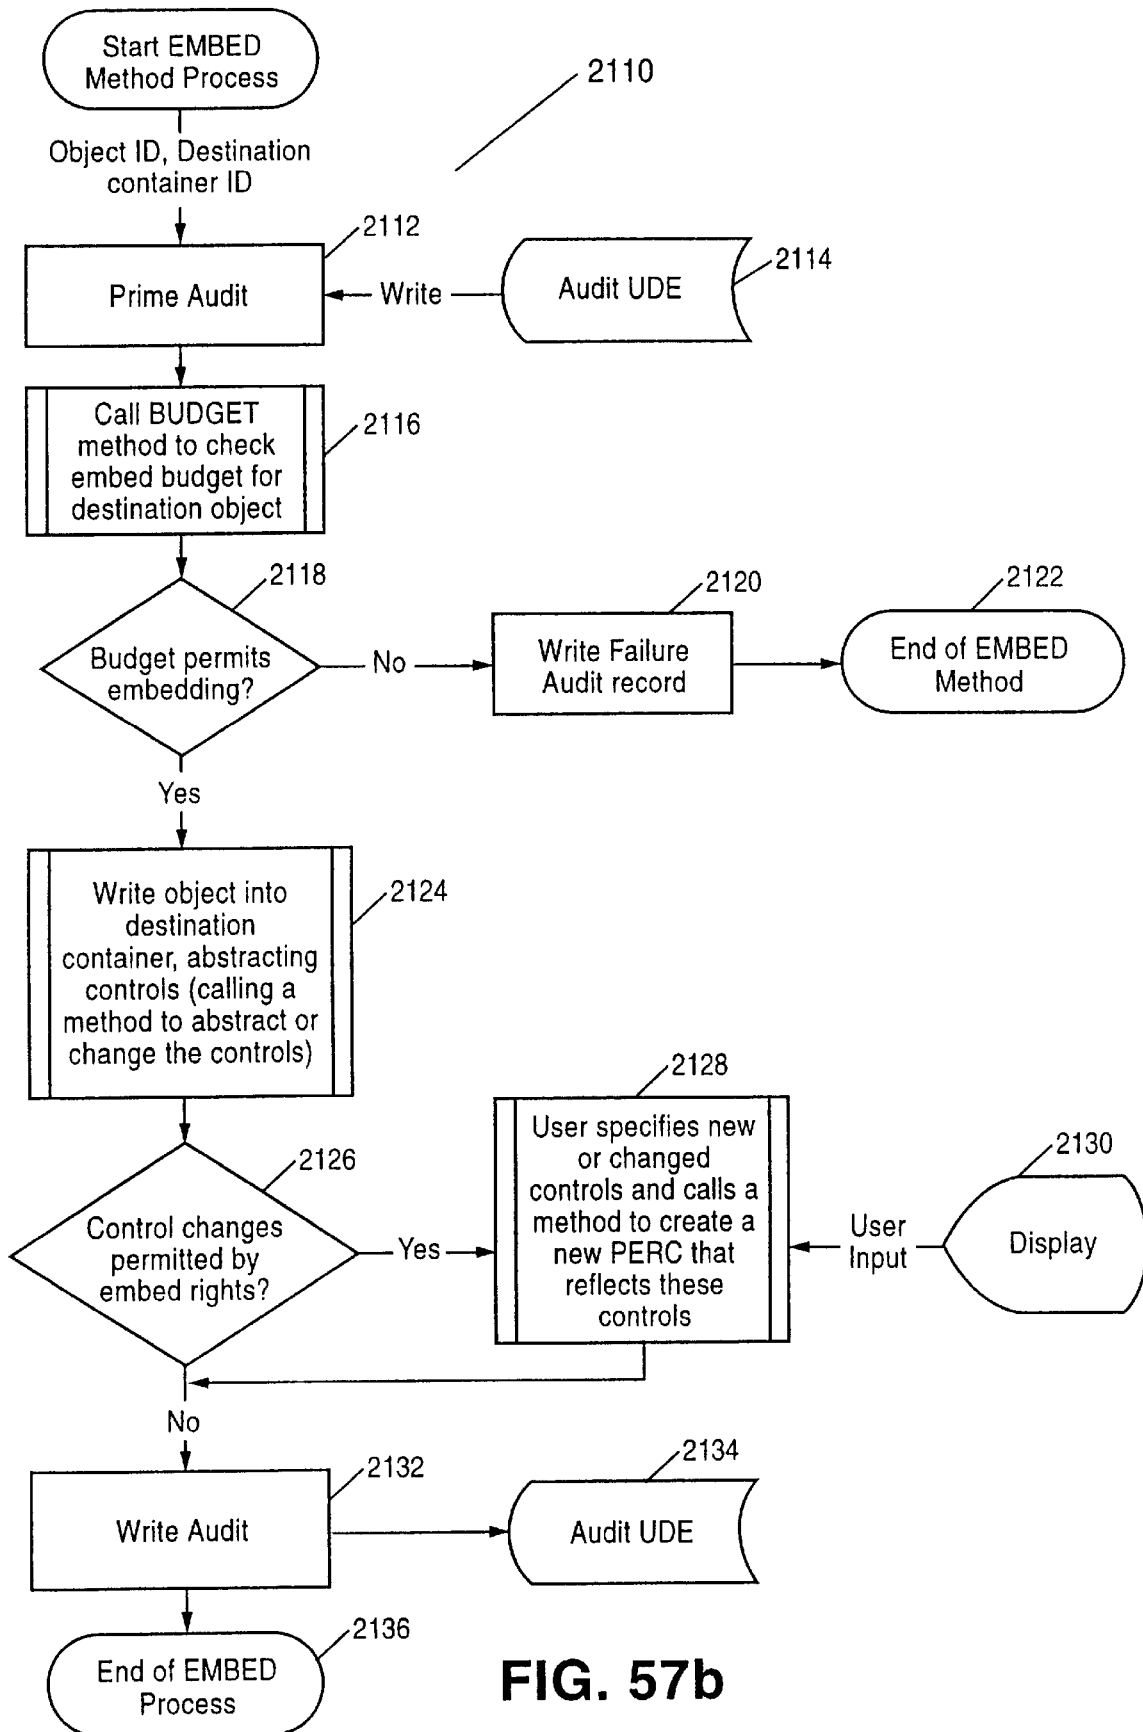 Start EMBED
Method Process
2110
Object ID, Destination
container ID
2112
Prime Audit
Write
Audit UDE
2114
Call BUDGET
method to check
embed budget for
destination object
2116
2118
Budget permits
embedding?
No
2120
Write Failure
Audit record
2122
End of EMBED
Method
Yes
Write object into
destination
container, abstracting
controls (calling a
method to abstract or
change the controls)
2124
2126
Control changes
permitted by
embed rights?
Yes
2128
User specifies new
or changed
controls and calls a
method to create a
new PERC that
reflects these
controls
User
Input
2130
Display
No
2132
Write Audit
2134
Audit UDE
2136
End of EMBED
Process
FIG. 57b